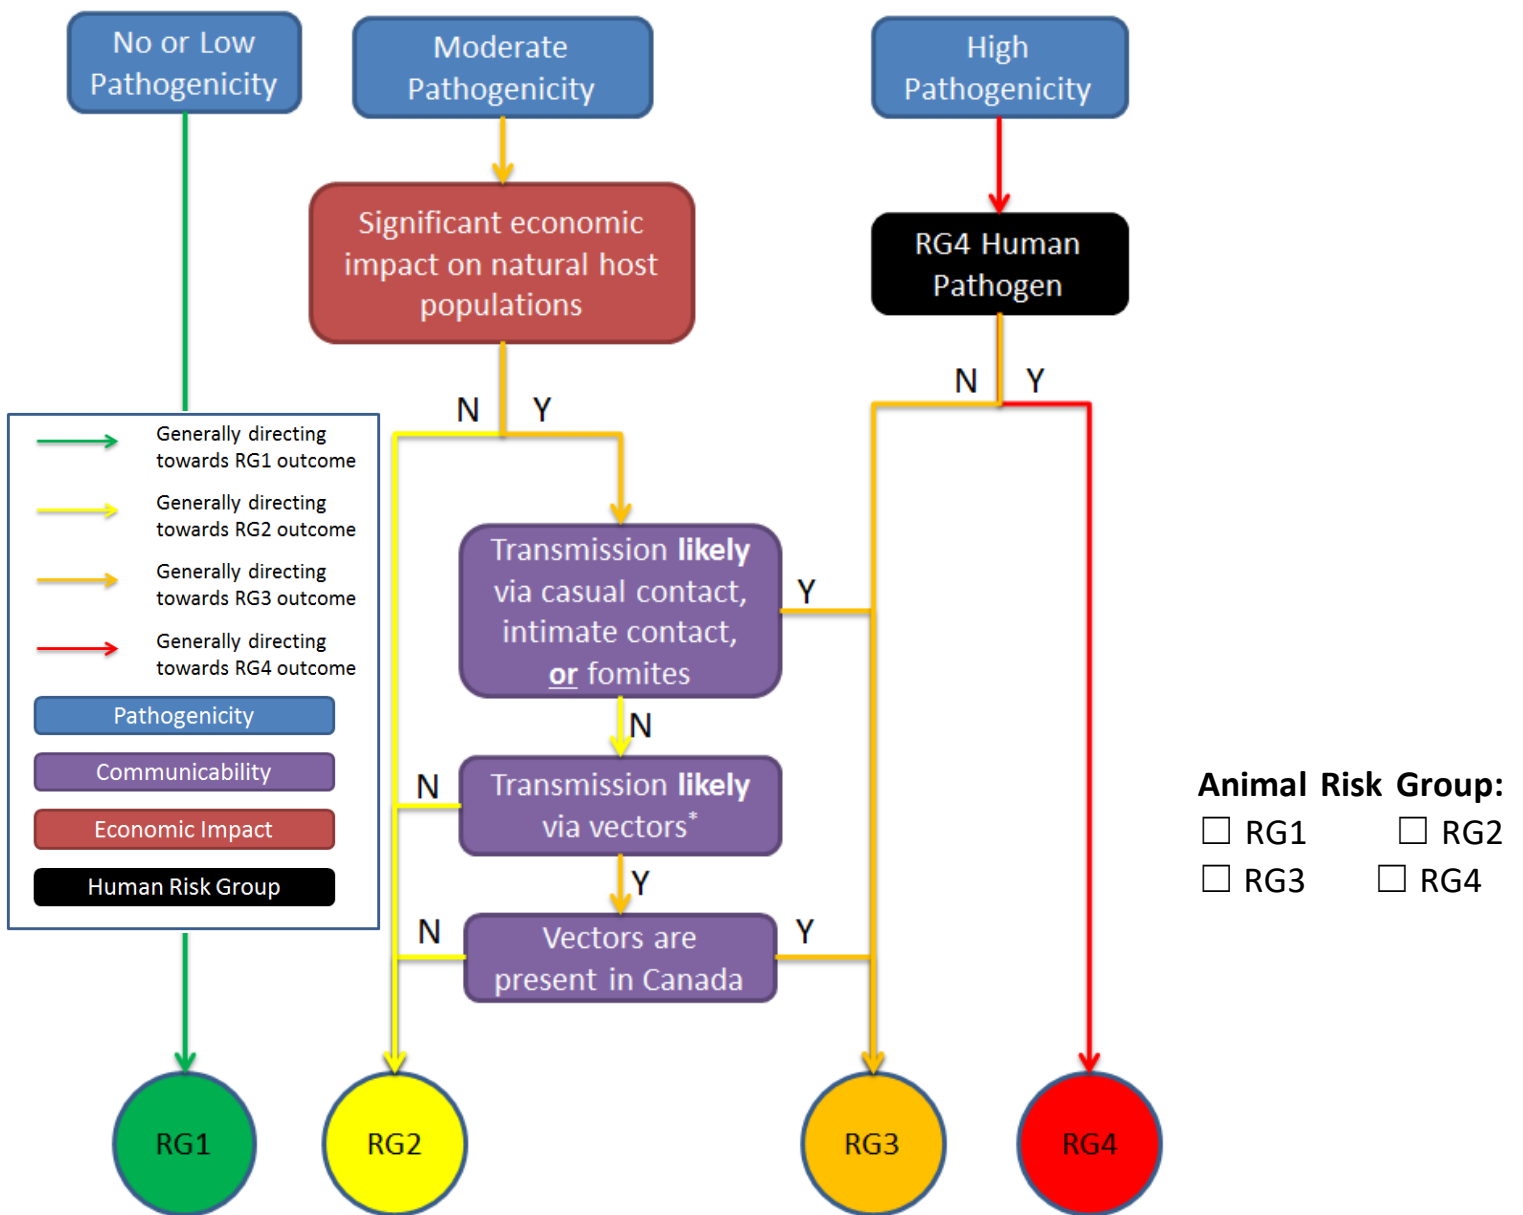 No or Low
Pathogenicity
Moderate
Pathogenicity
High
Pathogenicity
Significant economic
impact on natural host
populations
RG4 Human
Pathogen
N
Y
N
Y
Generally directing
towards RG1 outcome
Generally directing
towards RG2 outcome
Generally directing
towards RG3 outcome
Generally directing
towards RG4 outcome
Pathogenicity
Communicability
Economic Impact
Human Risk Group
Transmission likely
via casual contact,
intimate contact,
or fomites
Y
N
Transmission likely
via vectors*
N
Y
Vectors are
present in Canada
N
Y
Animal Risk Group:
☐ RG1 ☐ RG2
☐ RG3 ☐ RG4
RG1
RG2
RG3
RG4